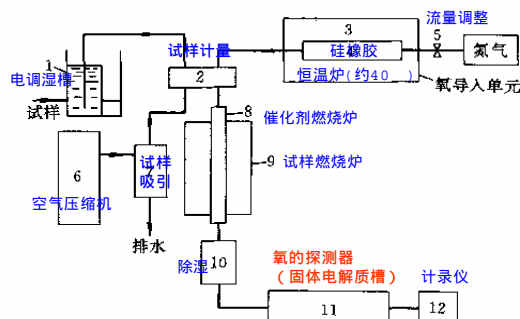 流量调整
3
5
1
试样计量
4
硅橡胶
氮气
电调湿槽
2
恒温炉(约40　)
氧导入单元
试样
8
催化剂燃烧炉
6
试样
吸引
7
9
试样燃烧炉
空气压缩机
排水
氧的探测器
(固体电解质槽)
除湿
10
计录仪
11
12